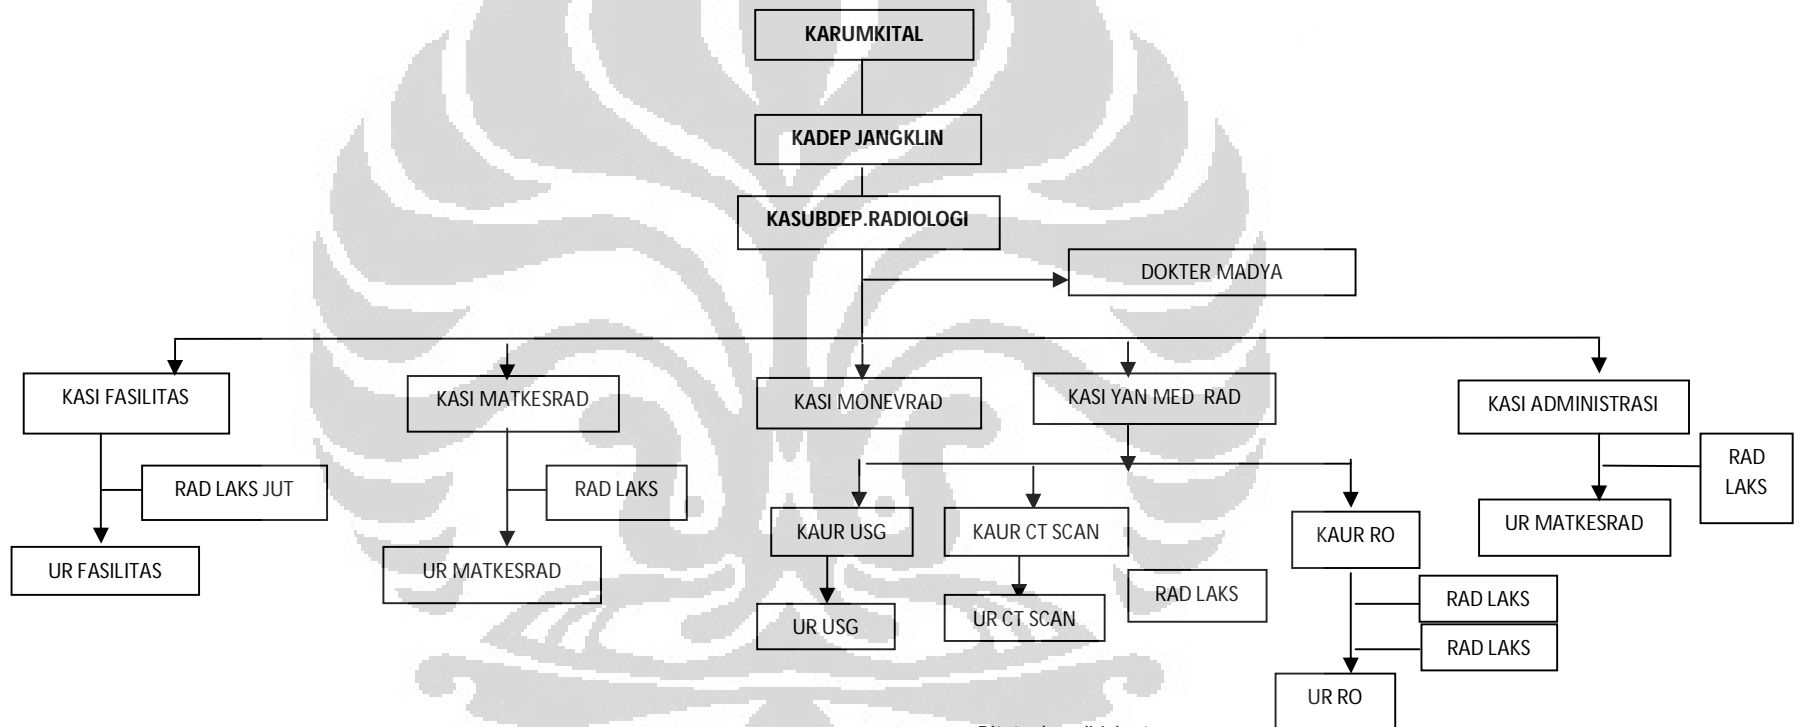 KARUMKITAL
KADEP JANGKLIN
KASUBDEP.RADIOLOGI
DOKTER MADYA
KASI FASILITAS
KASI MATKESRAD
KASI MONEVRAD
KASI YAN MED RAD
KASI ADMINISTRASI
RAD LAKS JUT
RAD LAKS
RAD
LAKS
KAUR USG
KAUR CT SCAN
KAUR RO
UR MATKESRAD
UR FASILITAS
UR MATKESRAD
RAD LAKS
RAD LAKS
UR USG
UR CT SCAN
RAD LAKS
UR RO